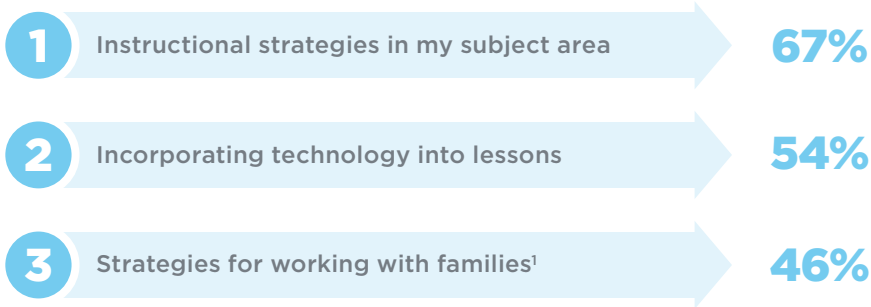 1 Instructional strategies in my subject area 67%
2 Incorporating technology into lessons 54%
3 Strategies for working with families¹ 46%